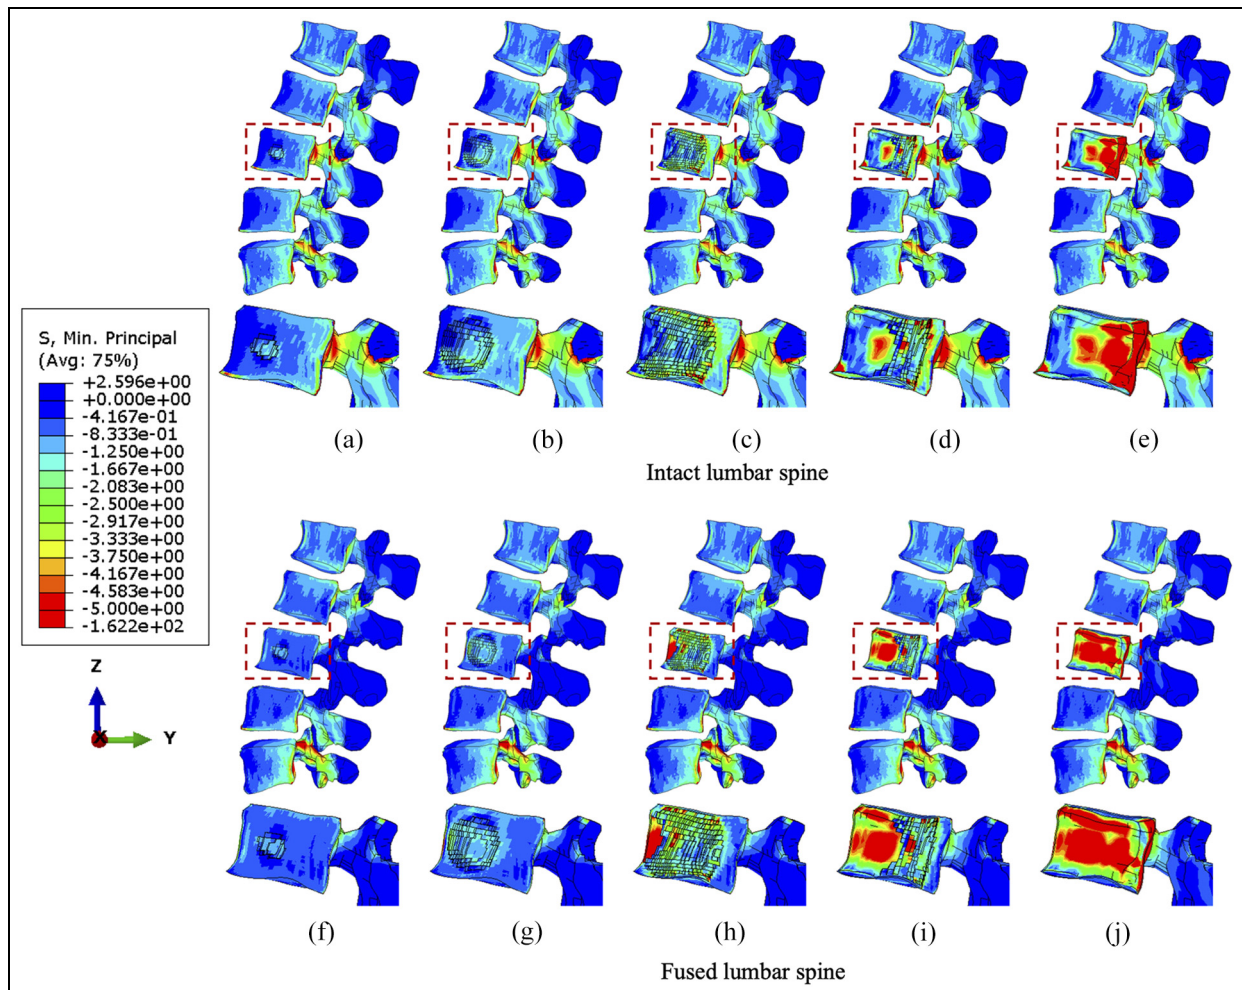 (a)
(b)
(c)
(d)
(e)
Intact lumbar spine
S, Min. Principal
(Avg: 75%)
+2.596e+00
+0.000e+00
-4.167e-01
-8.333e-01
-1.250e+00
-1.667e+00
-2.083e+00
-2.500e+00
-2.917e+00
-3.333e+00
-3.750e+00
-4.167e+00
-4.583e+00
-5.000e+00
-1.622e+02
Z
X
Y
(f)
(g)
(h)
(i)
(j)
Fused lumbar spine